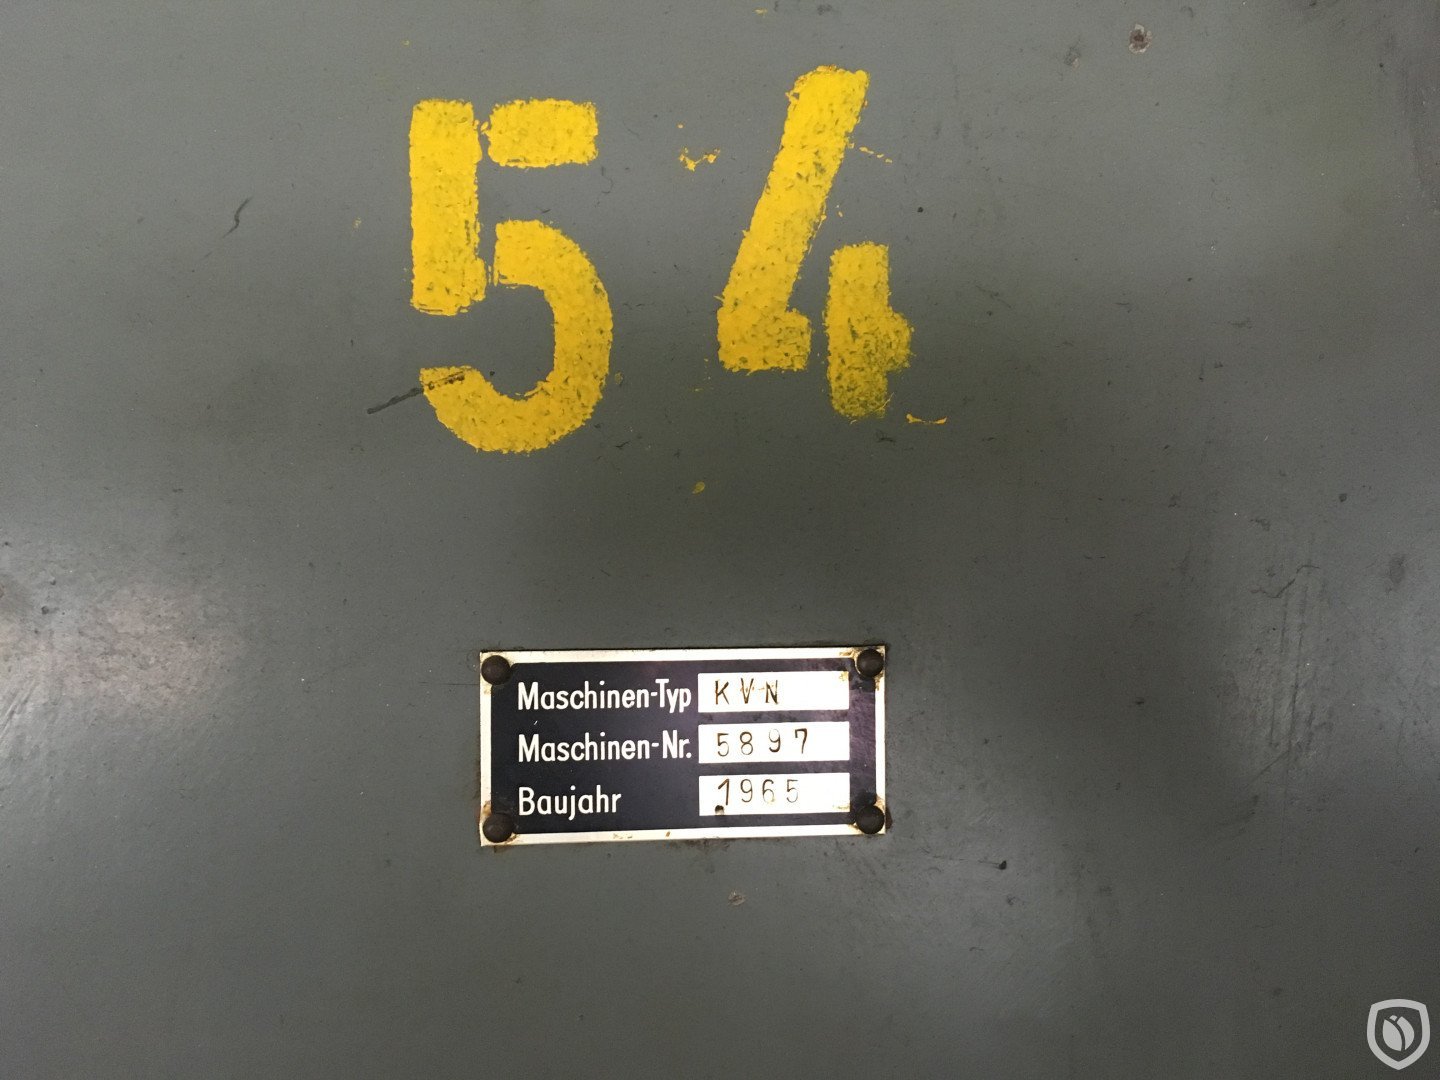 54
Maschinen-Typ KVN
Maschinen-Nr. 5897
Baujahr 1965